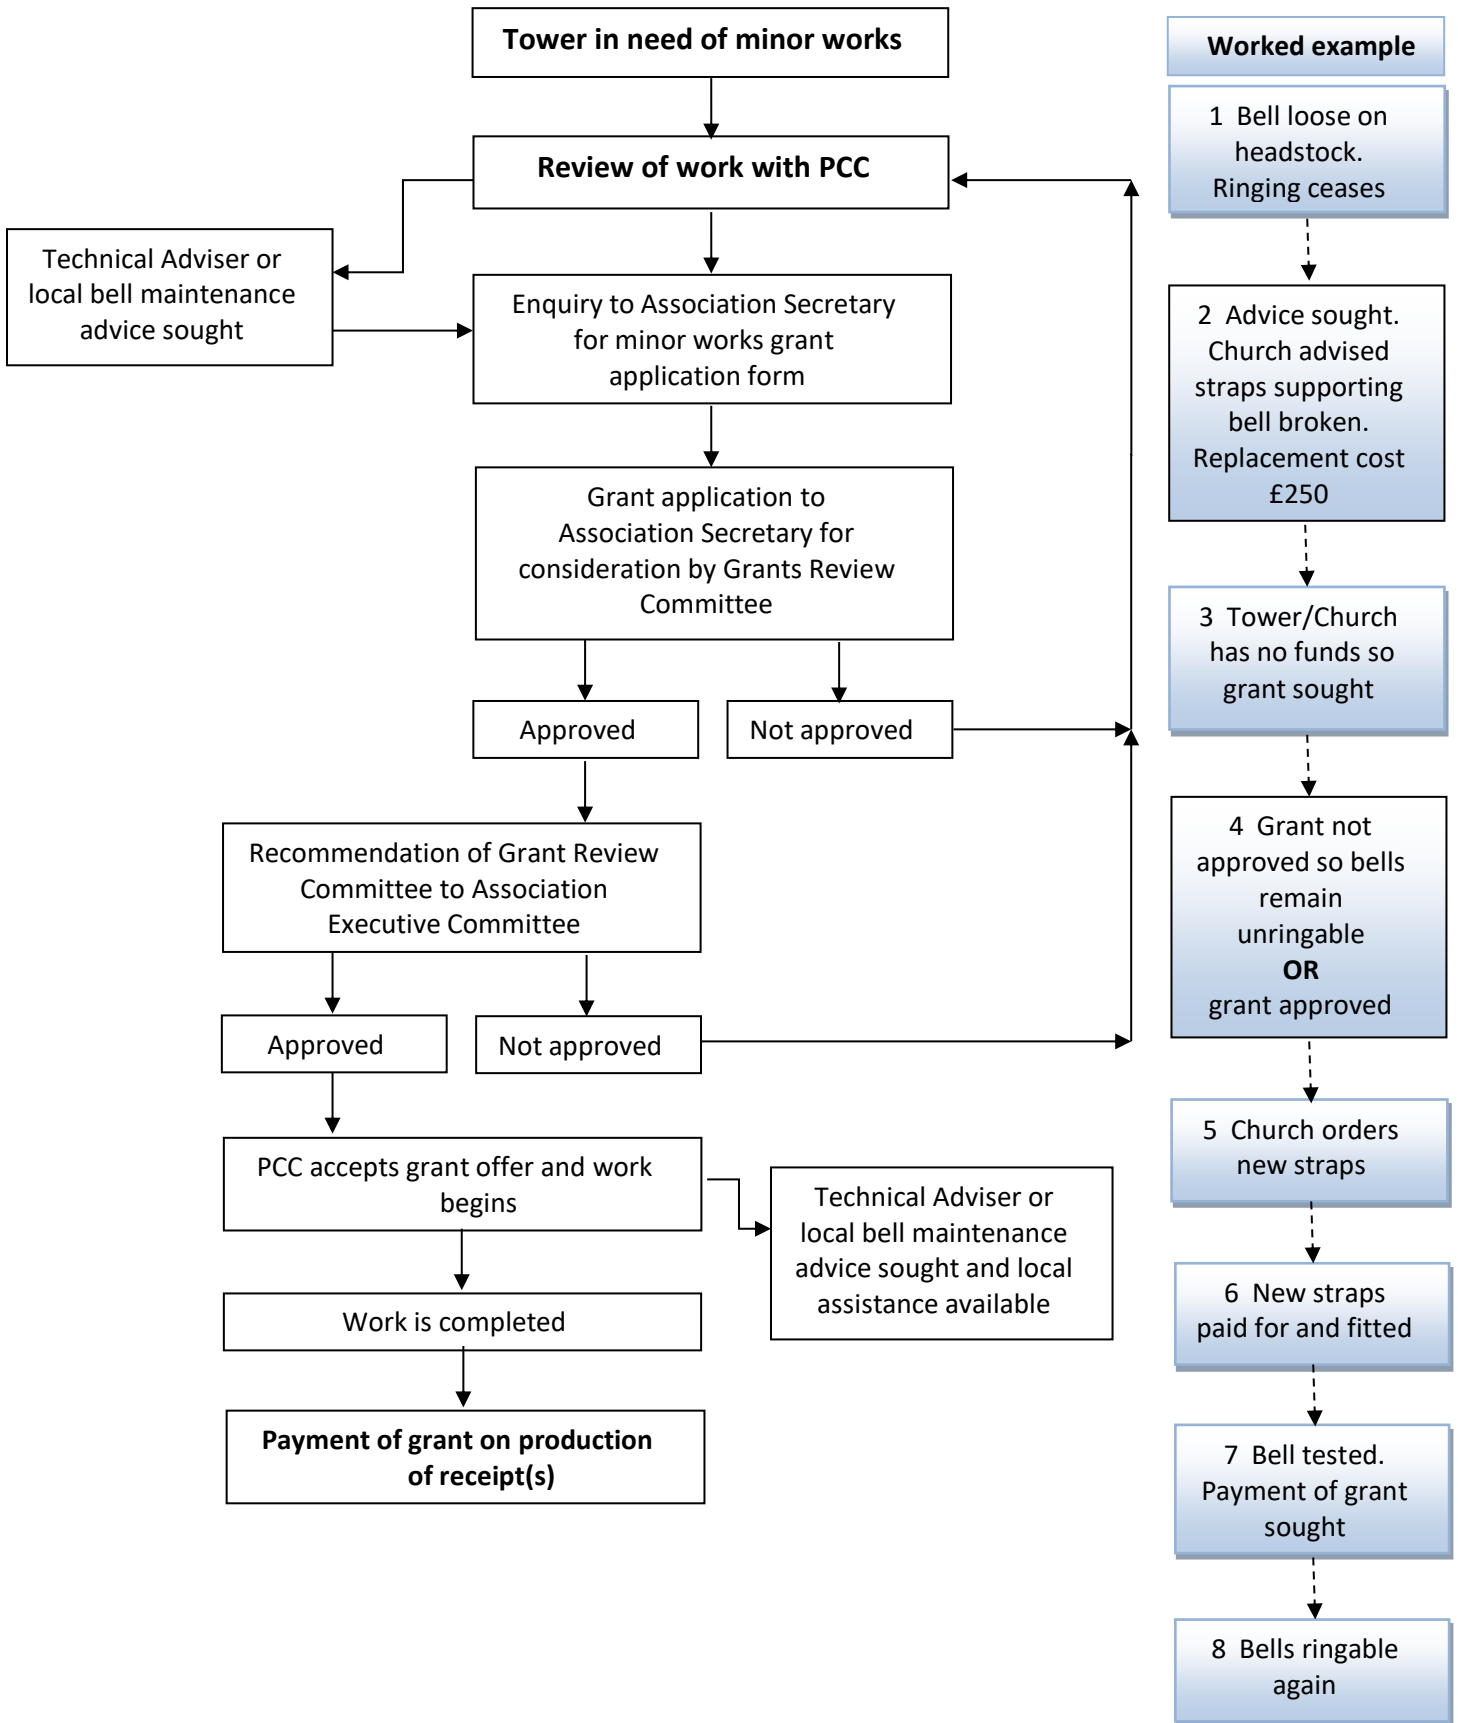 Tower in need of minor works
Review of work with PCC
Technical Adviser or
local bell maintenance
advice sought
Enquiry to Association Secretary
for minor works grant
application form
Grant application to
Association Secretary for
consideration by Grants Review
Committee
Approved
Not approved
Recommendation of Grant Review
Committee to Association
Executive Committee
Approved
Not approved
PCC accepts grant offer and work
begins
Technical Adviser or
local bell maintenance
advice sought and local
assistance available
Work is completed
Payment of grant on production
of receipt(s)
Worked example
1 Bell loose on
headstock.
Ringing ceases
2 Advice sought.
Church advised
straps supporting
bell broken.
Replacement cost
£250
3 Tower/Church
has no funds so
grant sought
4 Grant not
approved so bells
remain
unringable
OR
grant approved
5 Church orders
new straps
6 New straps
paid for and fitted
7 Bell tested.
Payment of grant
sought
8 Bells ringable
again